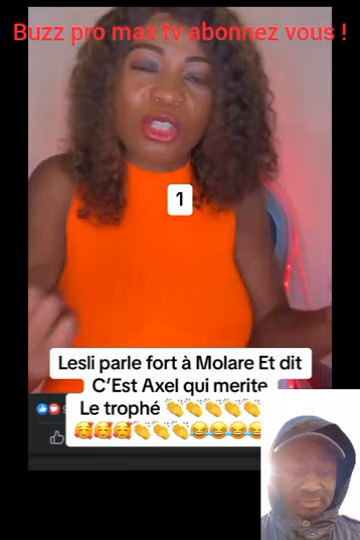 Buzz pro max tv abonnez vous !
1
Lesli parle fort à Molare Et dit
C’Est Axel qui merite
Le trophé 👏👏👏👏👏
🥰🥰🥰👏👏👏😂😂😂😂